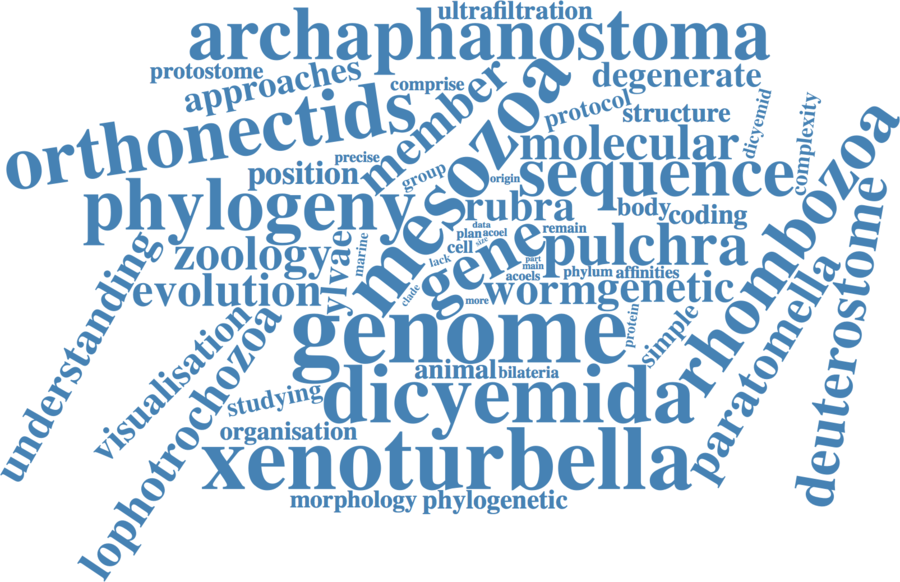 ultrafiltration
archaphanostoma
protostome
approaches
comprise
degenerate
orthonectids
member
mesozoa
protocol
structure
dicyemid
complexity
molecular
precise
position
group
origin
sequence
phylogeny
rubra
body
coding
rhombozoa
deuterostome
data
plan
acoel
size
remain
cell
gene
pulchra
zoology
ylvae
marine
lack
part
main
acoels
phylum
affinities
understanding
evolution
clade
more
worm
genetic
genome
protein
simple
paratomella
visualisation
lophotrochozoa
animal
bilateria
studying
dicyemida
organisation
xenoturbella
morphology
phylogenetic